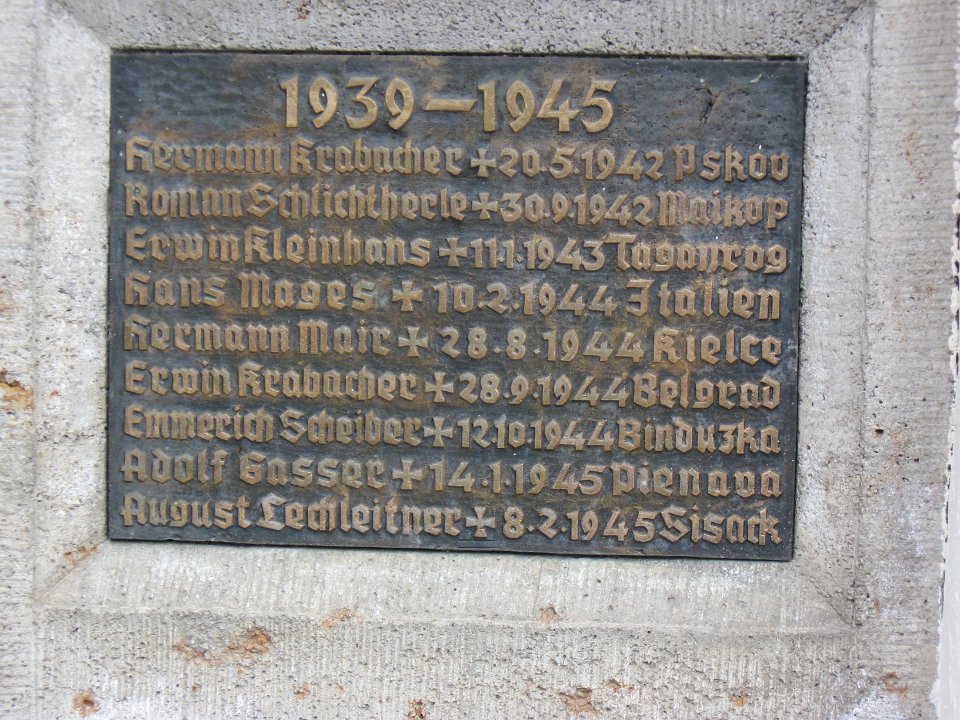 1939–1945
Hermann Krabacher + 20.5.1942 Pskov
Roman Schlichtherle + 30.9.1942 Maikop
Erwin Kleinhans + 11.1.1943 Taganrog
Hans Mages + 10.2.1944 Italien
Hermann Mair + 28.8.1944 Kielce
Erwin Krabacher + 28.9.1944 Belgrad
Emmerich Scheiber + 12.10.1944 Binduzka
Adolf Gasser + 14.1.1945 Pienava
August Lechleitner + 8.2.1945 Sisack